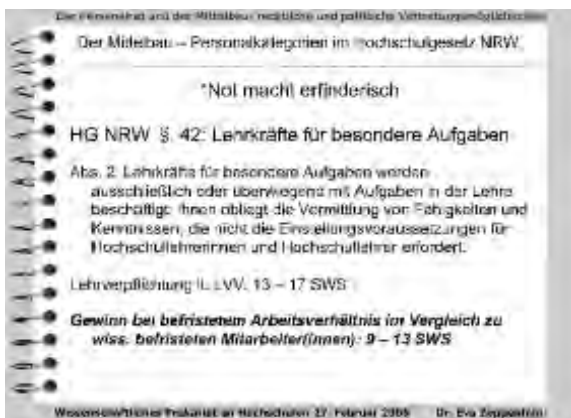 Der Personalrat und der Mittelbau: rechtliche und politische Vertretungsmöglichkeiten
Der Mittelbau – Personalkategorien im Hochschulgesetz NRW
"Not macht erfinderisch
HG NRW §. 42: Lehrkräfte für besondere Aufgaben
Abs. 2 Lehrkräfte für besondere Aufgaben werden
ausschließlich oder überwiegend mit Aufgaben in der Lehre
beschäftigt. Ihnen obliegt die Vermittlung von Fähigkeiten und
Kenntnissen, die nicht die Einstellungsvoraussetzungen für
Hochschullehrerinnen und Hochschullehrer erfordert.
Lehrverpflichtung lt. LVV: 13 – 17 SWS
Gewinn bei befristetem Arbeitsverhältnis im Vergleich zu
wiss. befristeten Mitarbeiter(innen): 9 – 13 SWS
Wissenschaftliches Prekariat an Hochschulen 27. Februar Dr. Eva